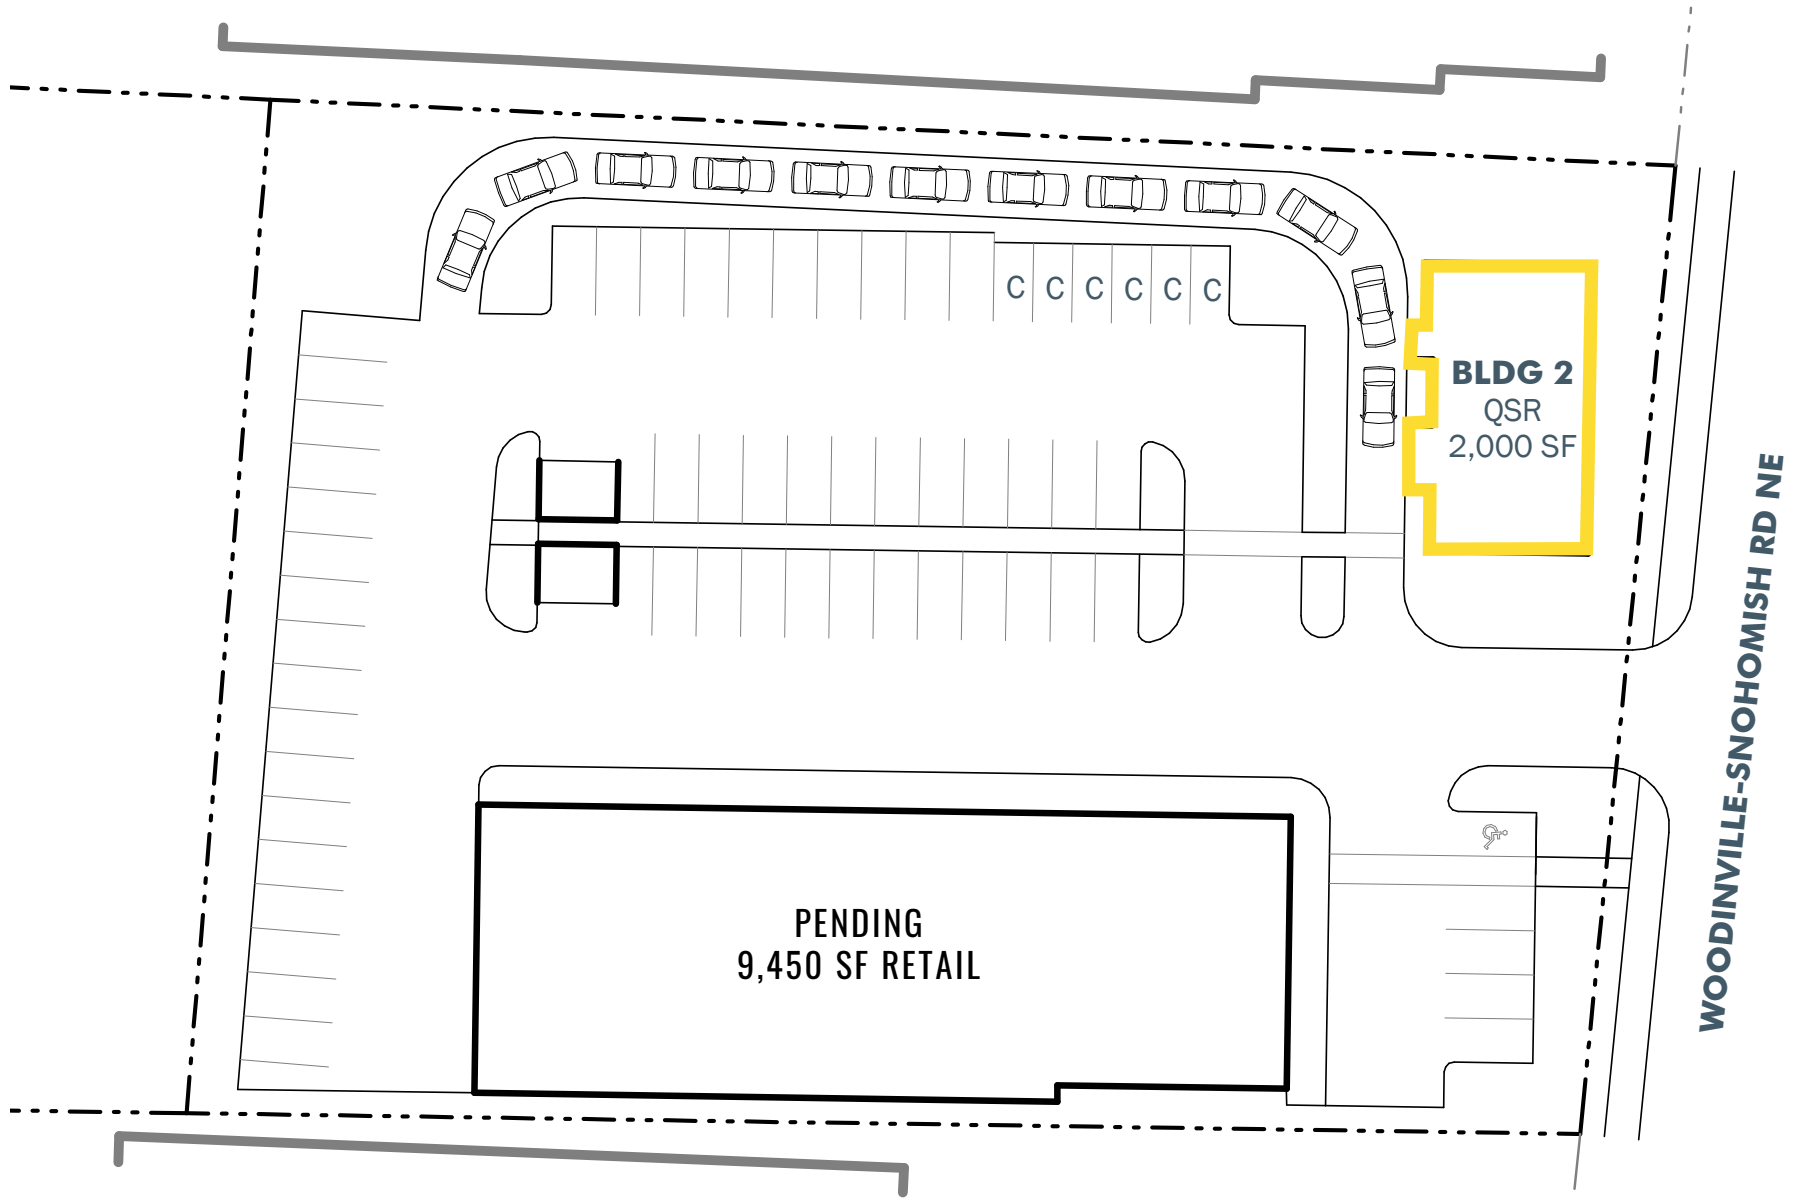 C C C C C C
BLDG 2
QSR
2,000 SF
WOODINVILLE-SNOHOMISH RD NE
PENDING
9,450 SF RETAIL